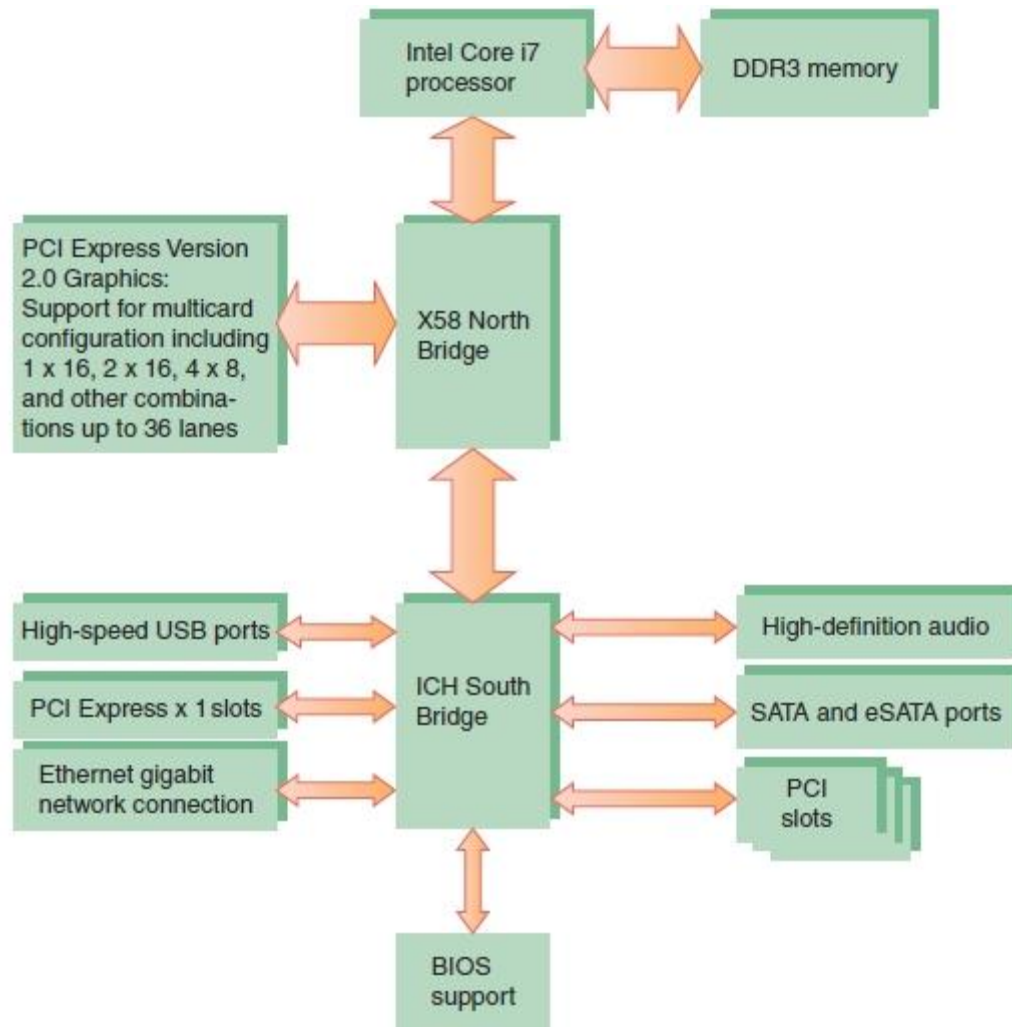 Intel Core i7
processor
DDR3 memory
PCI Express Version
2.0 Graphics:
Support for multicard
configuration including
1 x 16, 2 x 16, 4 x 8,
and other combina-
tions up to 36 lanes
X58 North
Bridge
High-speed USB ports
PCI Express x 1 slots
Ethernet gigabit
network connection
ICH South
Bridge
High-definition audio
SATA and eSATA ports
PCI
slots
BIOS
support